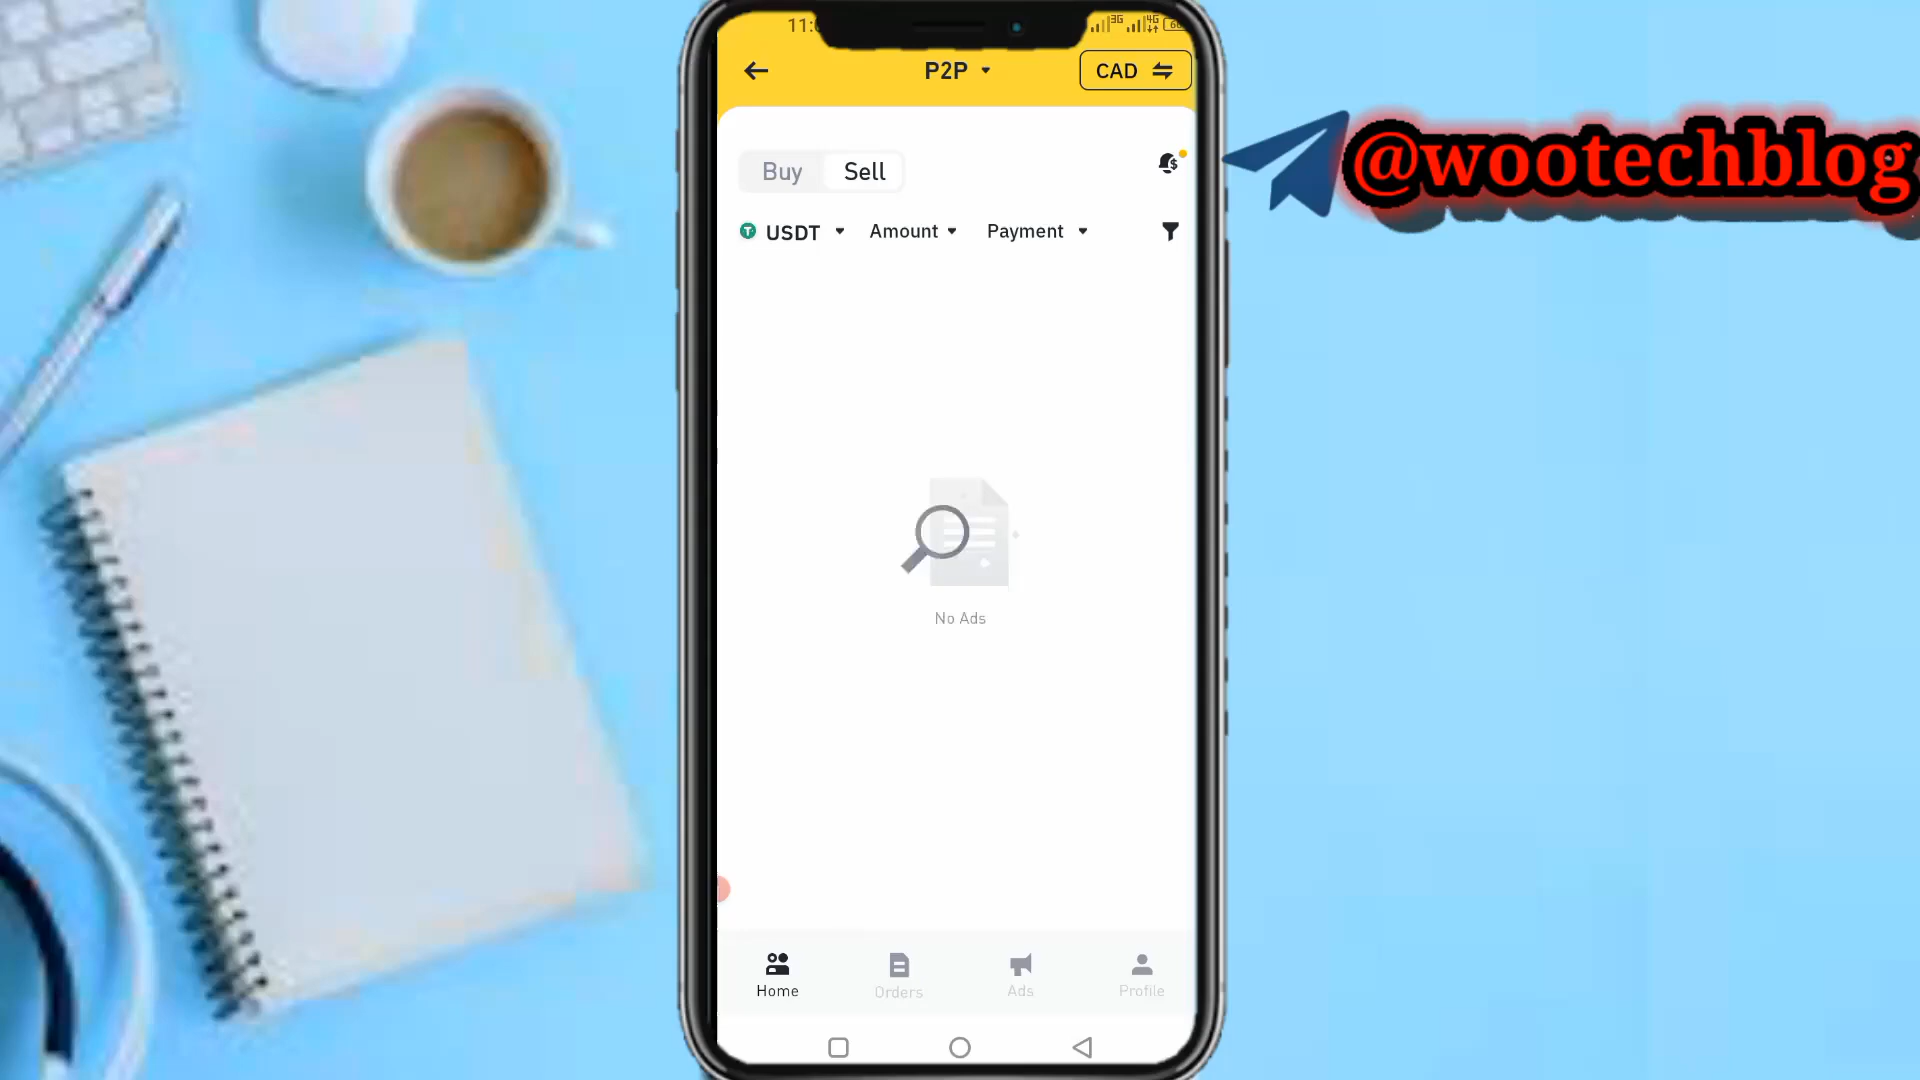 P2P
CAD
Buy Sell
USDT Amount Payment
No Ads
Home Orders Ads Profile
@wootechblog